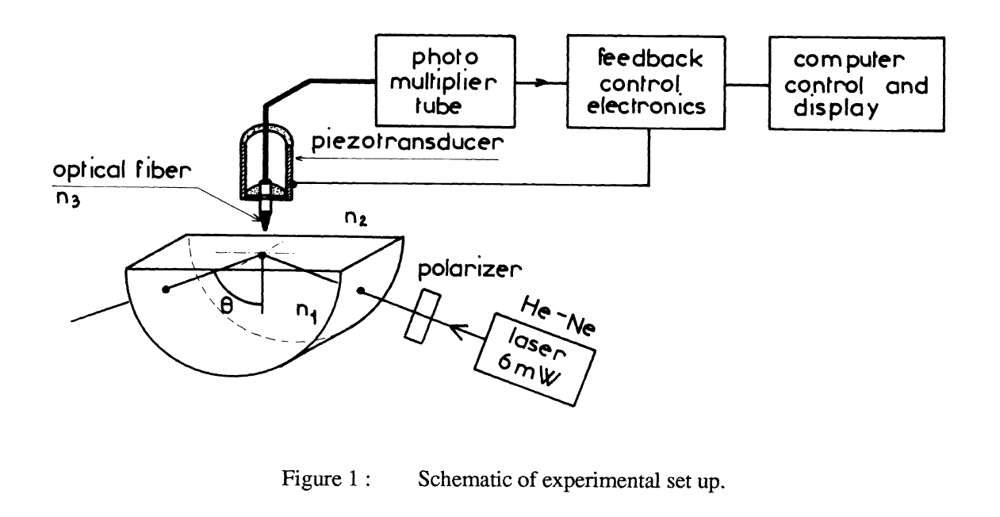 photo
multiplier
tube
feedback
control
electronics
computer
control and
display
piezotransducer
optical fiber
n3
n2
polarizer
θ
n1
He-Ne
laser
6mW
Figure 1 : Schematic of experimental set up.